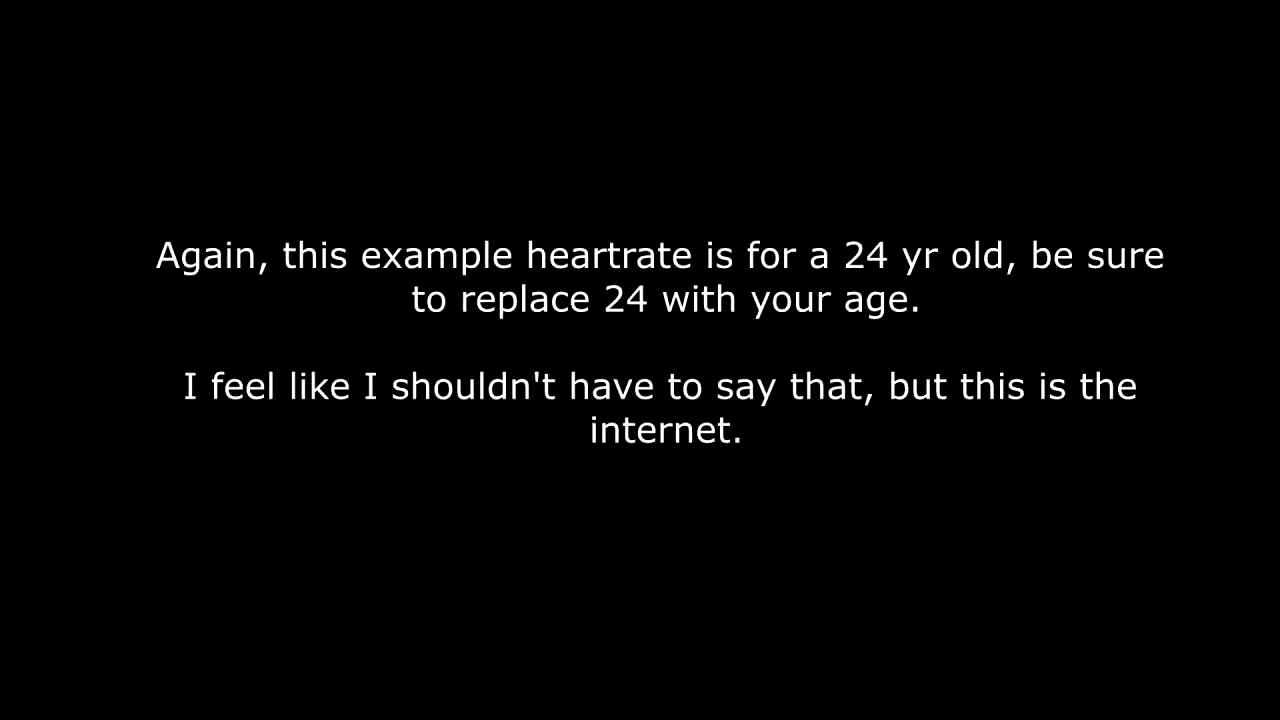 Again, this example heartrate is for a 24 yr old, be sure
to replace 24 with your age.
I feel like I shouldn't have to say that, but this is the
internet.